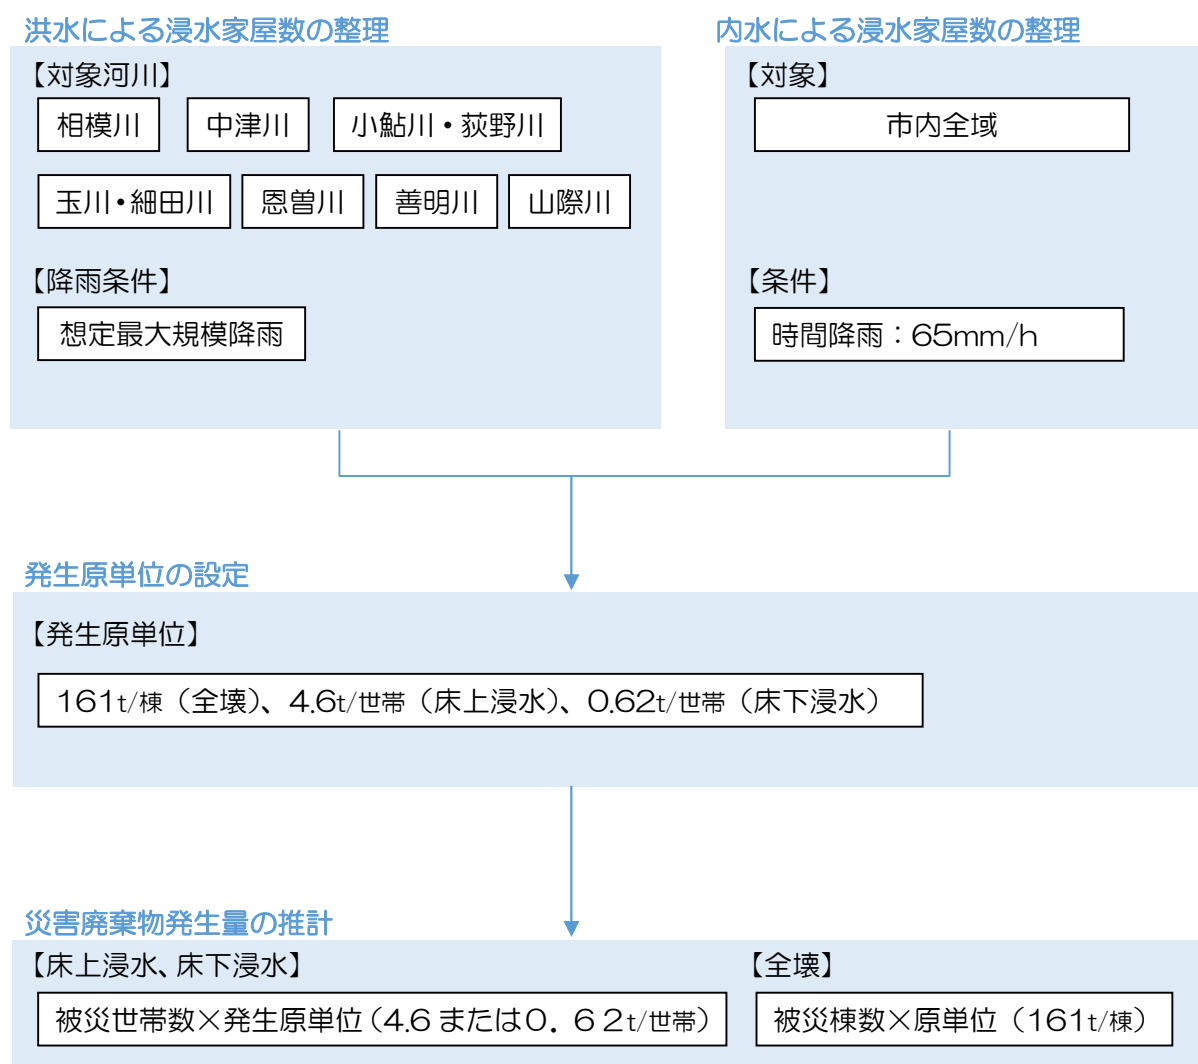 洪水による浸水家屋数の整理
【対象河川】
相模川
中津川
小鮎川・荻野川
玉川・細田川
恩曽川
善明川
山際川
【降雨条件】
想定最大規模降雨
内水による浸水家屋数の整理
【対象】
市内全域
【条件】
時間降雨：65mm/h
発生原単位の設定
【発生原単位】
161t/棟（全壊）、4.6t/世帯（床上浸水）、0.62t/世帯（床下浸水）
災害廃棄物発生量の推計
【床上浸水、床下浸水】
被災世帯数×発生原単位（4.6 または０．６２t/世帯）
【全壊】
被災棟数×原単位（161t/棟）